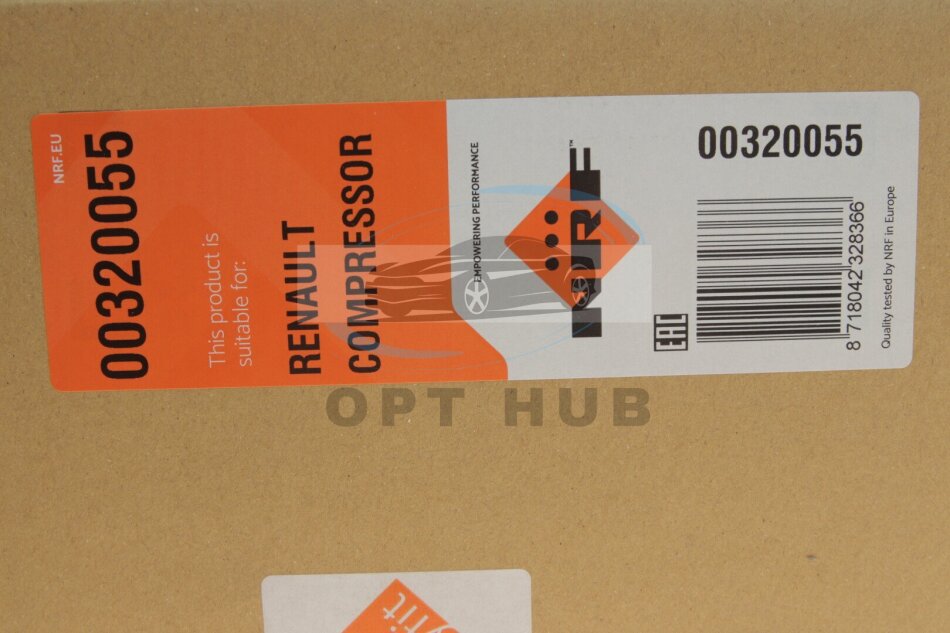 NRF.EU
00320055
This product is
suitable for:
RENAULT
COMPRESSOR
EMPOWERING PERFORMANCE
NRF™
00320055
EAC
8 718042 328366
Quality tested by NRF in Europe
OPT HUB